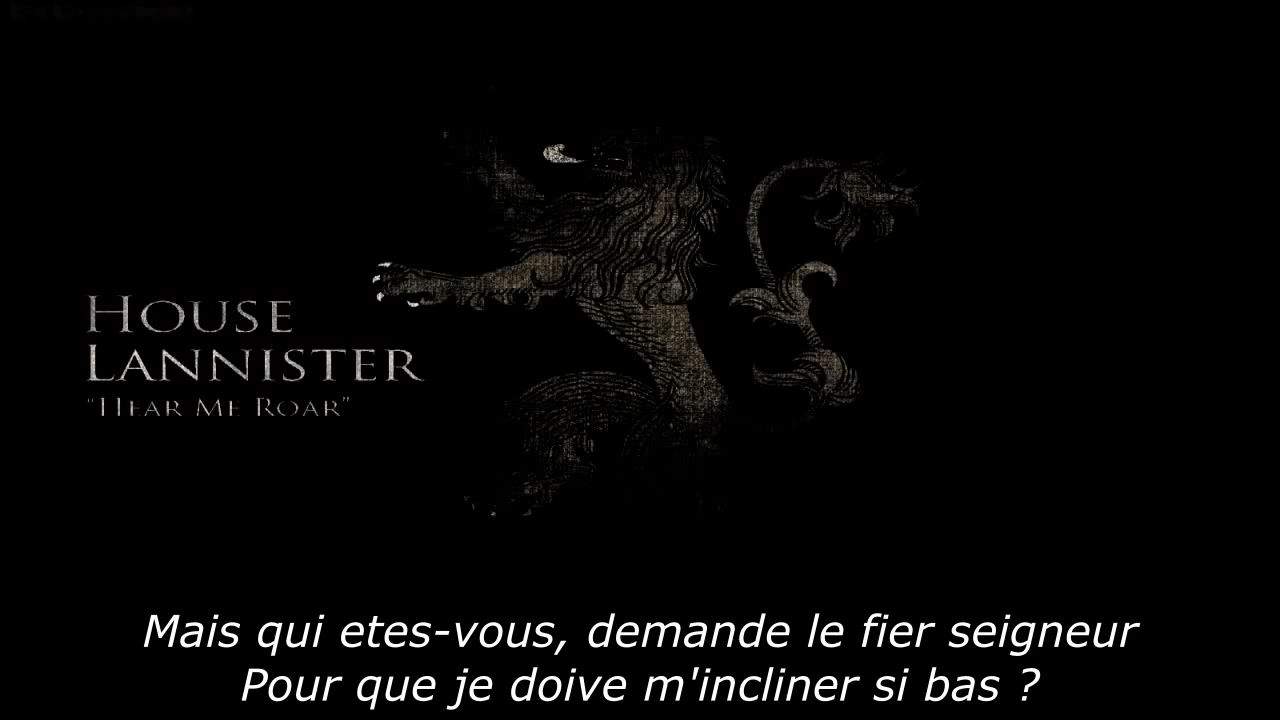 HOUSE
LANNISTER
"HEAR ME ROAR"
Mais qui etes-vous, demande le fier seigneur
Pour que je doive m'incliner si bas ?